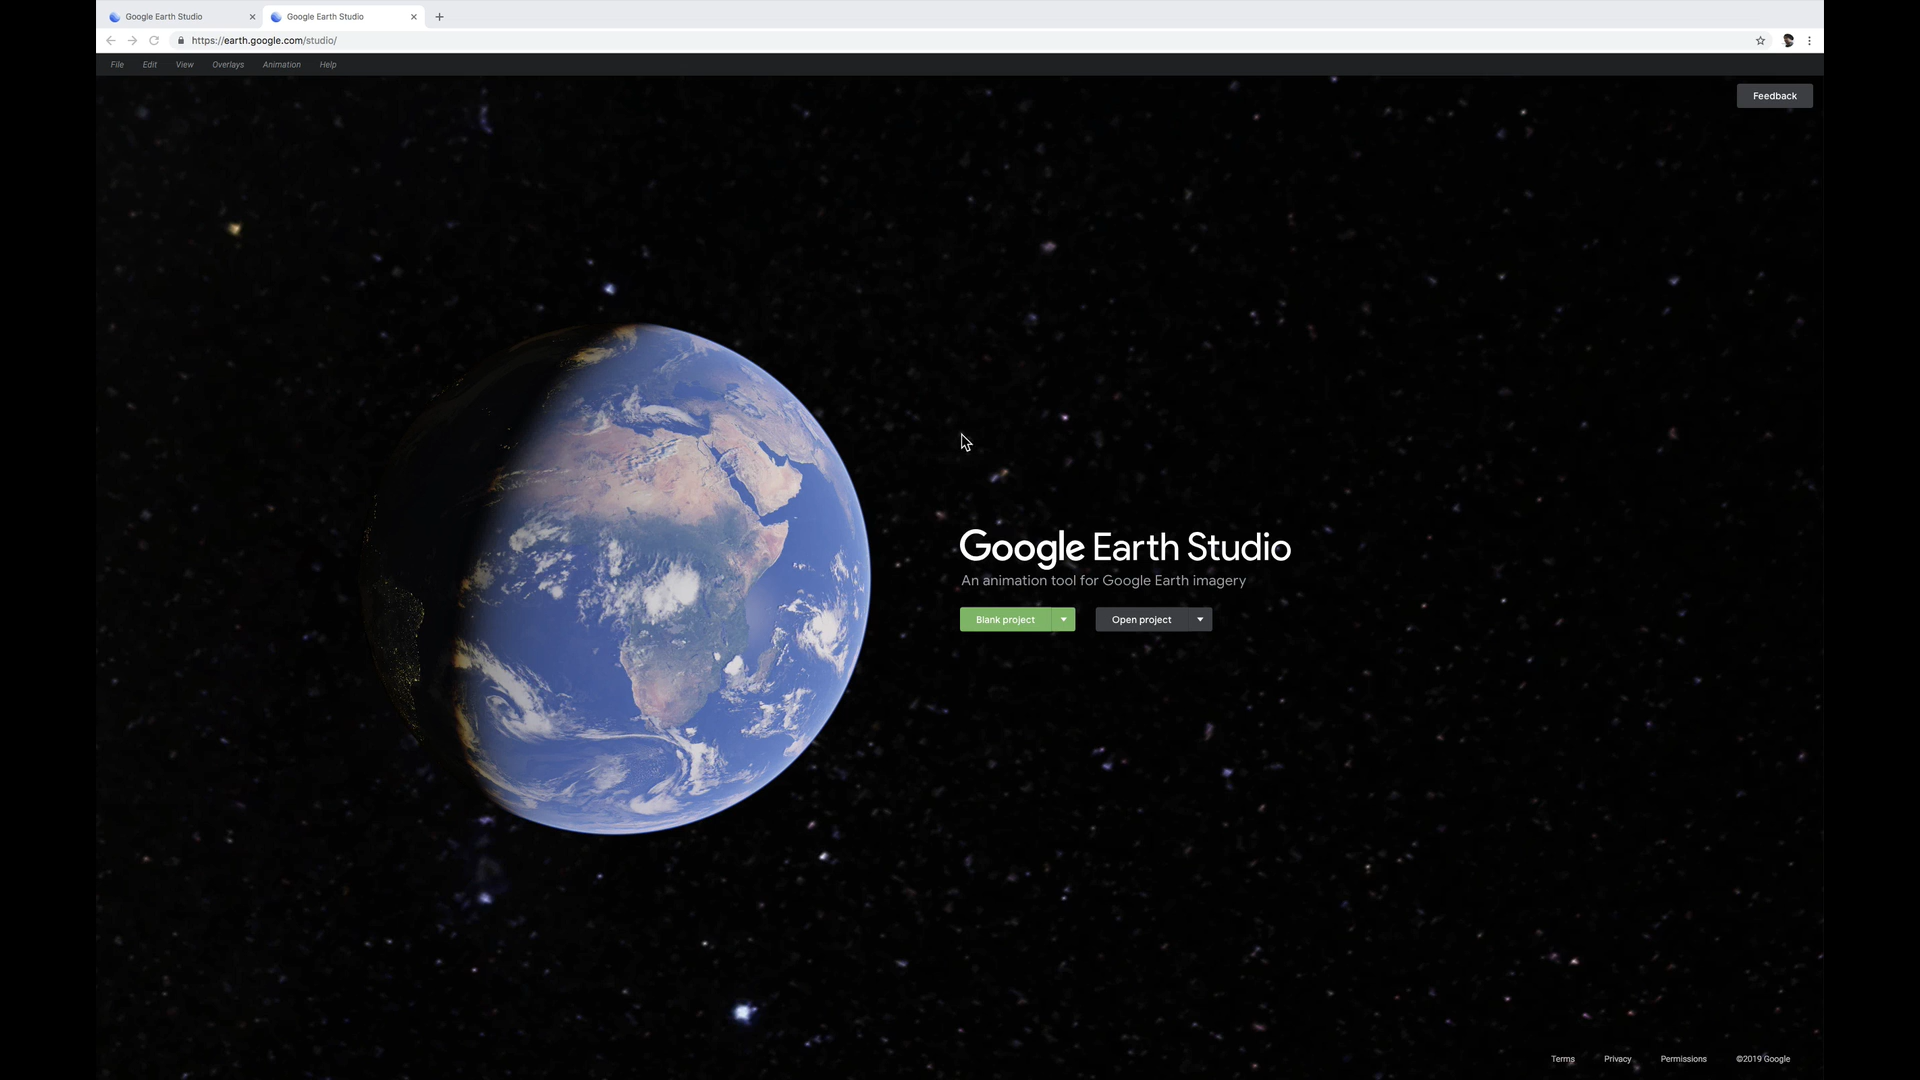 Google Earth Studio
Google Earth Studio
https://earth.google.com/studio/
File Edit View Overlays Animation Help
Feedback
Google Earth Studio
An animation tool for Google Earth imagery
Blank project Open project
Terms Privacy Permissions ©2019 Google